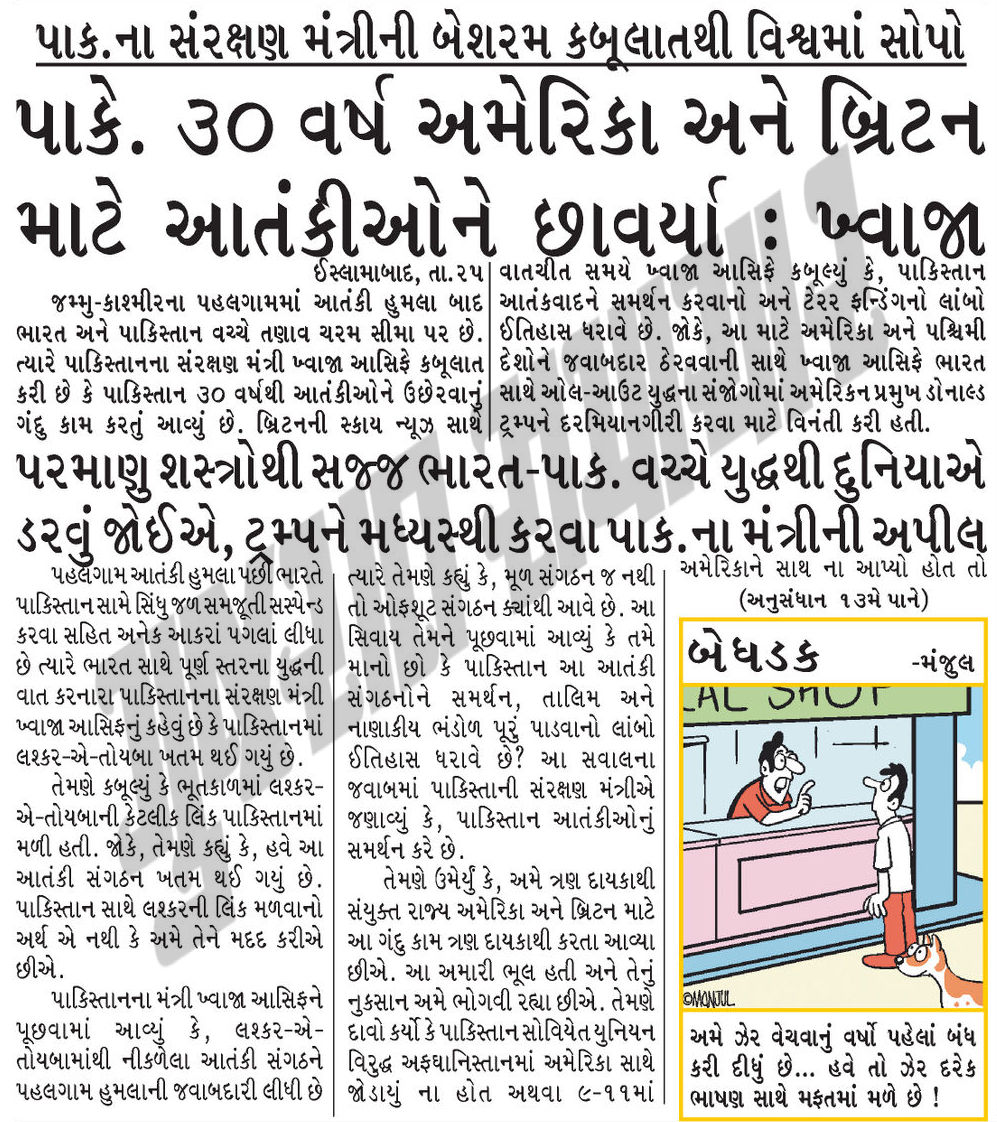 પાક.ના સંરક્ષણ મંત્રીની બેશરમ કબૂલાતથી વિશ્વમાં સોપો
પાકે. ૩૦ વર્ષ અમેરિકા અને બ્રિટન
માટે આતંકીઓને છાવર્યા : ખ્વાજા
ઈસ્લામાબાદ, તા.૨૫
જમ્મુ-કાશ્મીરના પહલગામમાં આતંકી હુમલા બાદ
ભારત અને પાકિસ્તાન વચ્ચે તણાવ ચરમ સીમા પર છે.
ત્યારે પાકિસ્તાનના સંરક્ષણ મંત્રી ખ્વાજા આસિફે કબૂલાત
કરી છે કે પાકિસ્તાન ૩૦ વર્ષથી આતંકીઓને ઉછેરવાનું
ગંદુ કામ કરતું આવ્યું છે. બ્રિટનની સ્કાય ન્યૂઝ સાથે
વાતચીત સમયે ખ્વાજા આસિફે કબૂલ્યું કે, પાકિસ્તાન
આતંકવાદને સમર્થન કરવાનો અને ટેરર ફન્ડિંગનો લાંબો
ઈતિહાસ ધરાવે છે. જોકે, આ માટે અમેરિકા અને પશ્ચિમી
દેશોને જવાબદાર ઠેરવવાની સાથે ખ્વાજા આસિફે ભારત
સાથે ઓલ-આઉટ યુદ્ધના સંજોગોમાં અમેરિકન પ્રમુખ ડોનાલ્ડ
ટ્રમ્પને દરમિયાનગીરી કરવા માટે વિનંતી કરી હતી.
પરમાણુ શસ્ત્રોથી સજ્જ ભારત-પાક. વચ્ચે યુદ્ધથી દુનિયાએ
ડરવું જોઈએ, ટ્રમ્પને મધ્યસ્થી કરવા પાક.ના મંત્રીની અપીલ
પહલગામ આતંકી હુમલા પછી ભારતે
પાકિસ્તાન સામે સિંધુ જળ સમજૂતી સસ્પેન્ડ
કરવા સહિત અનેક આકરાં પગલાં લીધા
છે ત્યારે ભારત સાથે પૂર્ણ સ્તરના યુદ્ધની
વાત કરનારા પાકિસ્તાનના સંરક્ષણ મંત્રી
ખ્વાજા આસિફનું કહેવું છે કે પાકિસ્તાનમાં
લશ્કર-એ-તોયબા ખતમ થઈ ગયું છે.
તેમણે કબૂલ્યું કે ભૂતકાળમાં લશ્કર-
એ-તોયબાની કેટલીક લિંક પાકિસ્તાનમાં
મળી હતી. જોકે, તેમણે કહ્યું કે, હવે આ
આતંકી સંગઠન ખતમ થઈ ગયું છે.
પાકિસ્તાન સાથે લશ્કરની લિંક મળવાનો
અર્થ એ નથી કે અમે તેને મદદ કરીએ
છીએ.
પાકિસ્તાનના મંત્રી ખ્વાજા આસિફને
પૂછવામાં આવ્યું કે, લશ્કર-એ-
તોયબામાંથી નીકળેલા આતંકી સંગઠને
પહલગામ હુમલાની જવાબદારી લીધી છે
ત્યારે તેમણે કહ્યું કે, મૂળ સંગઠન જ નથી
તો ઓફશૂટ સંગઠન ક્યાંથી આવે છે. આ
સિવાય તેમને પૂછવામાં આવ્યું કે તમે
માનો છો કે પાકિસ્તાન આ આતંકી
સંગઠનોને સમર્થન, તાલિમ અને
નાણાકીય ભંડોળ પૂરું પાડવાનો લાંબો
ઈતિહાસ ધરાવે છે? આ સવાલના
જવાબમાં પાકિસ્તાની સંરક્ષણ મંત્રીએ
જણાવ્યું કે, પાકિસ્તાન આતંકીઓનું
સમર્થન કરે છે.
તેમણે ઉમેર્યું કે, અમે ત્રણ દાયકાથી
સંયુક્ત રાજ્ય અમેરિકા અને બ્રિટન માટે
આ ગંદુ કામ ત્રણ દાયકાથી કરતા આવ્યા
છીએ. આ અમારી ભૂલ હતી અને તેનું
નુકસાન અમે ભોગવી રહ્યા છીએ. તેમણે
દાવો કર્યો કે પાકિસ્તાન સોવિયેત યુનિયન
વિરુદ્ધ અફઘાનિસ્તાનમાં અમેરિકા સાથે
જોડાયું ના હોત અથવા ૯-૧૧માં
અમેરિકાને સાથ ના આપ્યો હોત તો
(અનુસંધાન ૧૩મે પાને)
બેધડક
-મંજુલ
CAL SHOP
©MANJUL
અમે ઝેર વેચવાનું વર્ષો પહેલાં બંધ
કરી દીધું છે... હવે તો ઝેર દરેક
ભાષણ સાથે મફતમાં મળે છે !
ગુજરાત સમાચાર